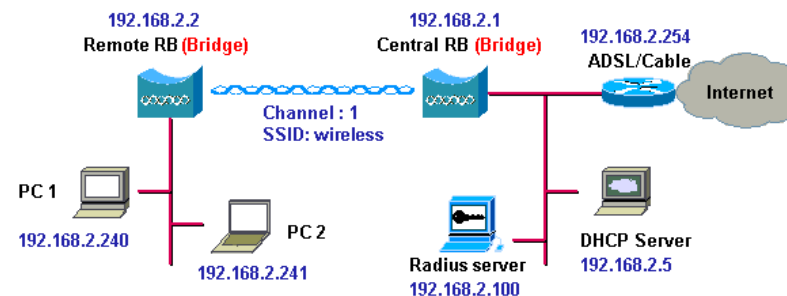 192.168.2.2
Remote RB (Bridge)
192.168.2.1
Central RB (Bridge)
192.168.2.254
ADSL/Cable
Internet
Channel : 1
SSID: wireless
PC 1
192.168.2.240
PC 2
192.168.2.241
Radius server
192.168.2.100
DHCP Server
192.168.2.5